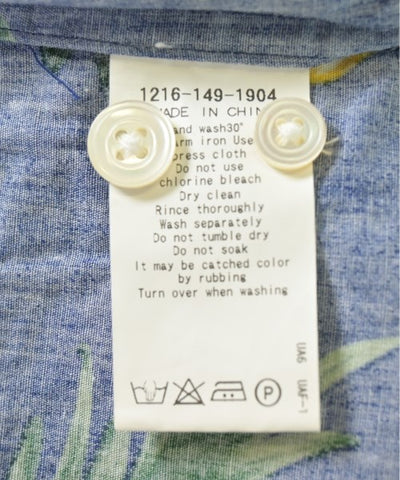 1216-149-1904
MADE IN CHINA
and wash30°
arm iron Use
press cloth
Do not use
chlorine bleach
Dry clean
Rince thoroughly
Wash separately
Do not tumble dry
Do not soak
It may be catched color
by rubbing
Turn over when washing
UA6 UAF-1
P